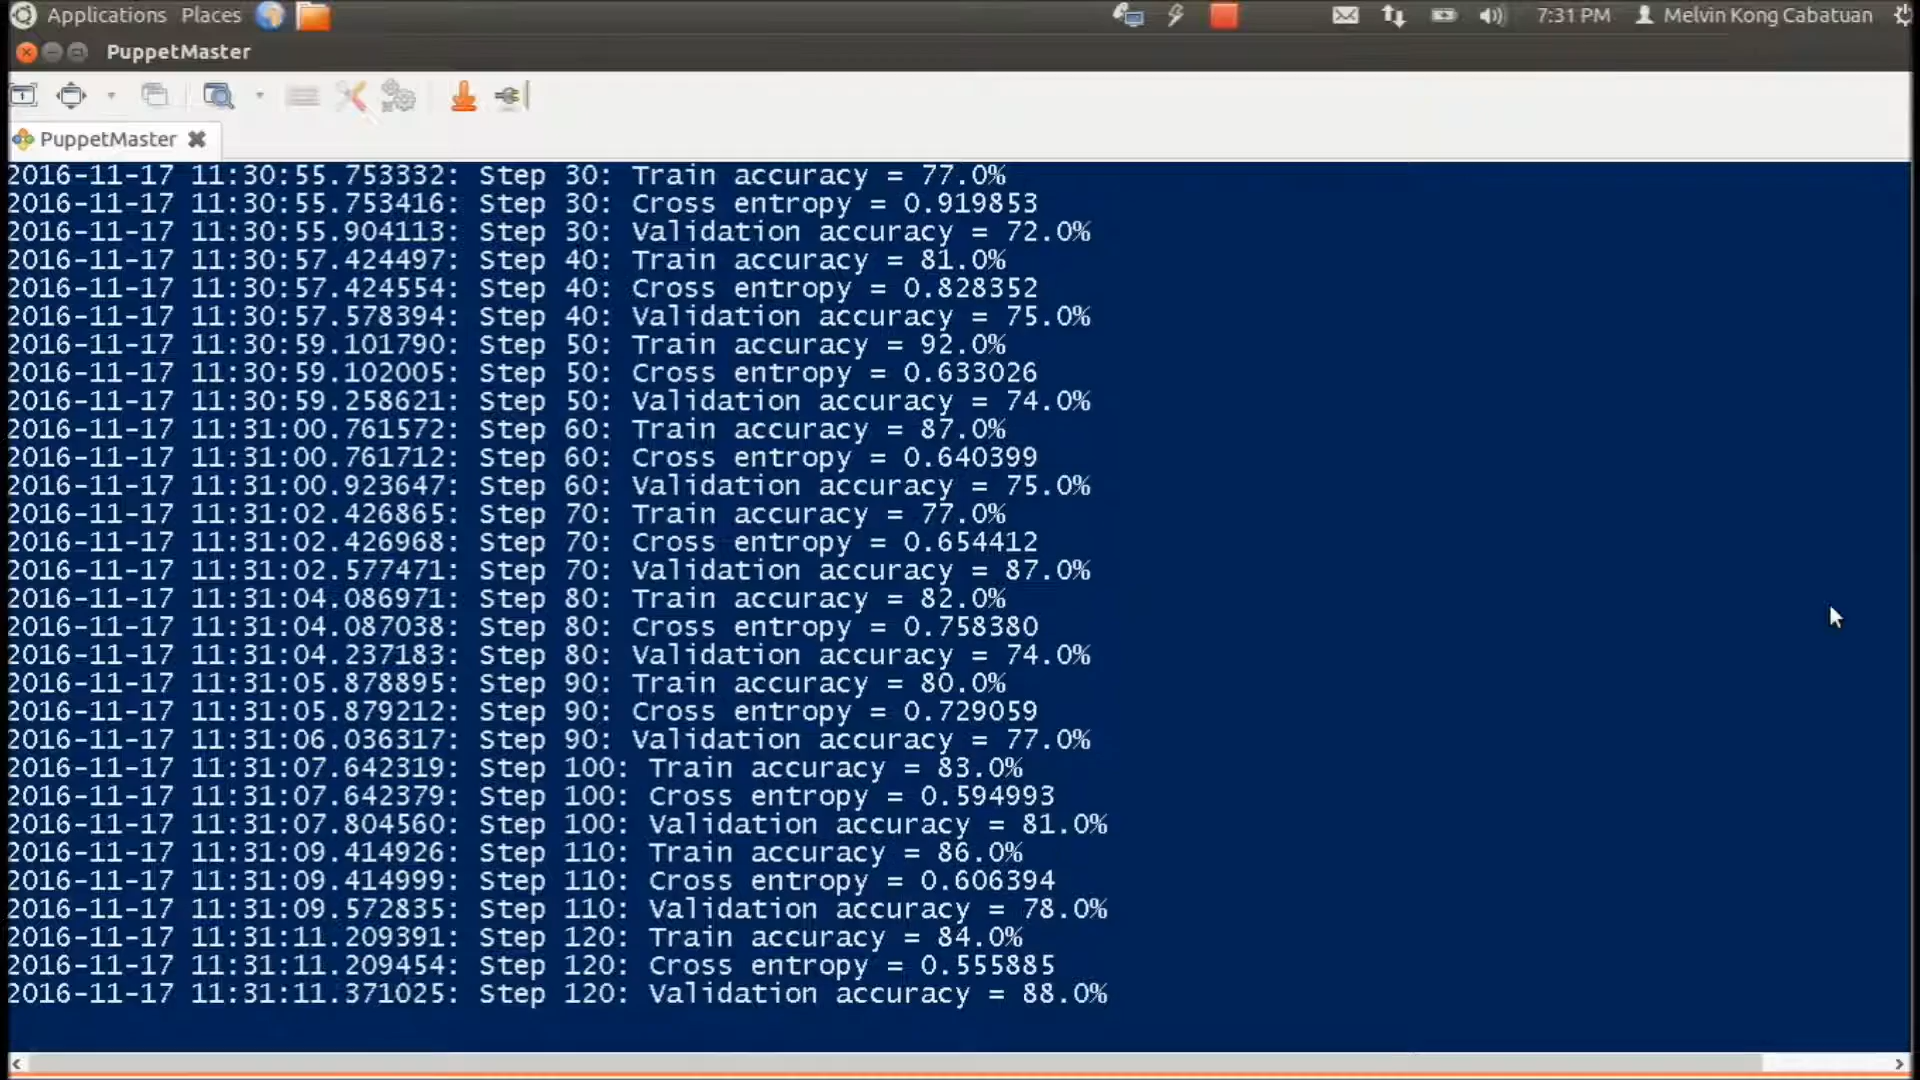 Applications Places 7:31 PM Melvin Kong Cabatuan
PuppetMaster
PuppetMaster
2016-11-17 11:30:55.753332: Step 30: Train accuracy = 77.0%
2016-11-17 11:30:55.753416: Step 30: Cross entropy = 0.919853
2016-11-17 11:30:55.904113: Step 30: Validation accuracy = 72.0%
2016-11-17 11:30:57.424497: Step 40: Train accuracy = 81.0%
2016-11-17 11:30:57.424554: Step 40: Cross entropy = 0.828352
2016-11-17 11:30:57.578394: Step 40: Validation accuracy = 75.0%
2016-11-17 11:30:59.101790: Step 50: Train accuracy = 92.0%
2016-11-17 11:30:59.102005: Step 50: Cross entropy = 0.633026
2016-11-17 11:30:59.258621: Step 50: Validation accuracy = 74.0%
2016-11-17 11:31:00.761572: Step 60: Train accuracy = 87.0%
2016-11-17 11:31:00.761712: Step 60: Cross entropy = 0.640399
2016-11-17 11:31:00.923647: Step 60: Validation accuracy = 75.0%
2016-11-17 11:31:02.426865: Step 70: Train accuracy = 77.0%
2016-11-17 11:31:02.426968: Step 70: Cross entropy = 0.654412
2016-11-17 11:31:02.577471: Step 70: Validation accuracy = 87.0%
2016-11-17 11:31:04.086971: Step 80: Train accuracy = 82.0%
2016-11-17 11:31:04.087038: Step 80: Cross entropy = 0.758380
2016-11-17 11:31:04.237183: Step 80: Validation accuracy = 74.0%
2016-11-17 11:31:05.878895: Step 90: Train accuracy = 80.0%
2016-11-17 11:31:05.879212: Step 90: Cross entropy = 0.729059
2016-11-17 11:31:06.036317: Step 90: Validation accuracy = 77.0%
2016-11-17 11:31:07.642319: Step 100: Train accuracy = 83.0%
2016-11-17 11:31:07.642379: Step 100: Cross entropy = 0.594993
2016-11-17 11:31:07.804560: Step 100: Validation accuracy = 81.0%
2016-11-17 11:31:09.414926: Step 110: Train accuracy = 86.0%
2016-11-17 11:31:09.414999: Step 110: Cross entropy = 0.606394
2016-11-17 11:31:09.572835: Step 110: Validation accuracy = 78.0%
2016-11-17 11:31:11.209391: Step 120: Train accuracy = 84.0%
2016-11-17 11:31:11.209454: Step 120: Cross entropy = 0.555885
2016-11-17 11:31:11.371025: Step 120: Validation accuracy = 88.0%